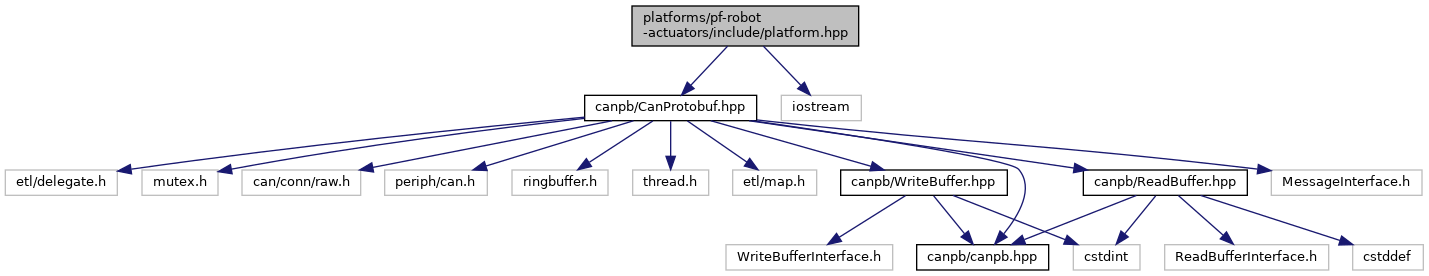 platforms/pf-robot
-actuators/include/platform.hpp
canpb/CanProtobuf.hpp
iostream
etl/delegate.h
mutex.h
can/conn/raw.h
periph/can.h
ringbuffer.h
thread.h
etl/map.h
canpb/WriteBuffer.hpp
canpb/ReadBuffer.hpp
MessageInterface.h
WriteBufferInterface.h
canpb/canpb.hpp
cstdint
ReadBufferInterface.h
cstddef